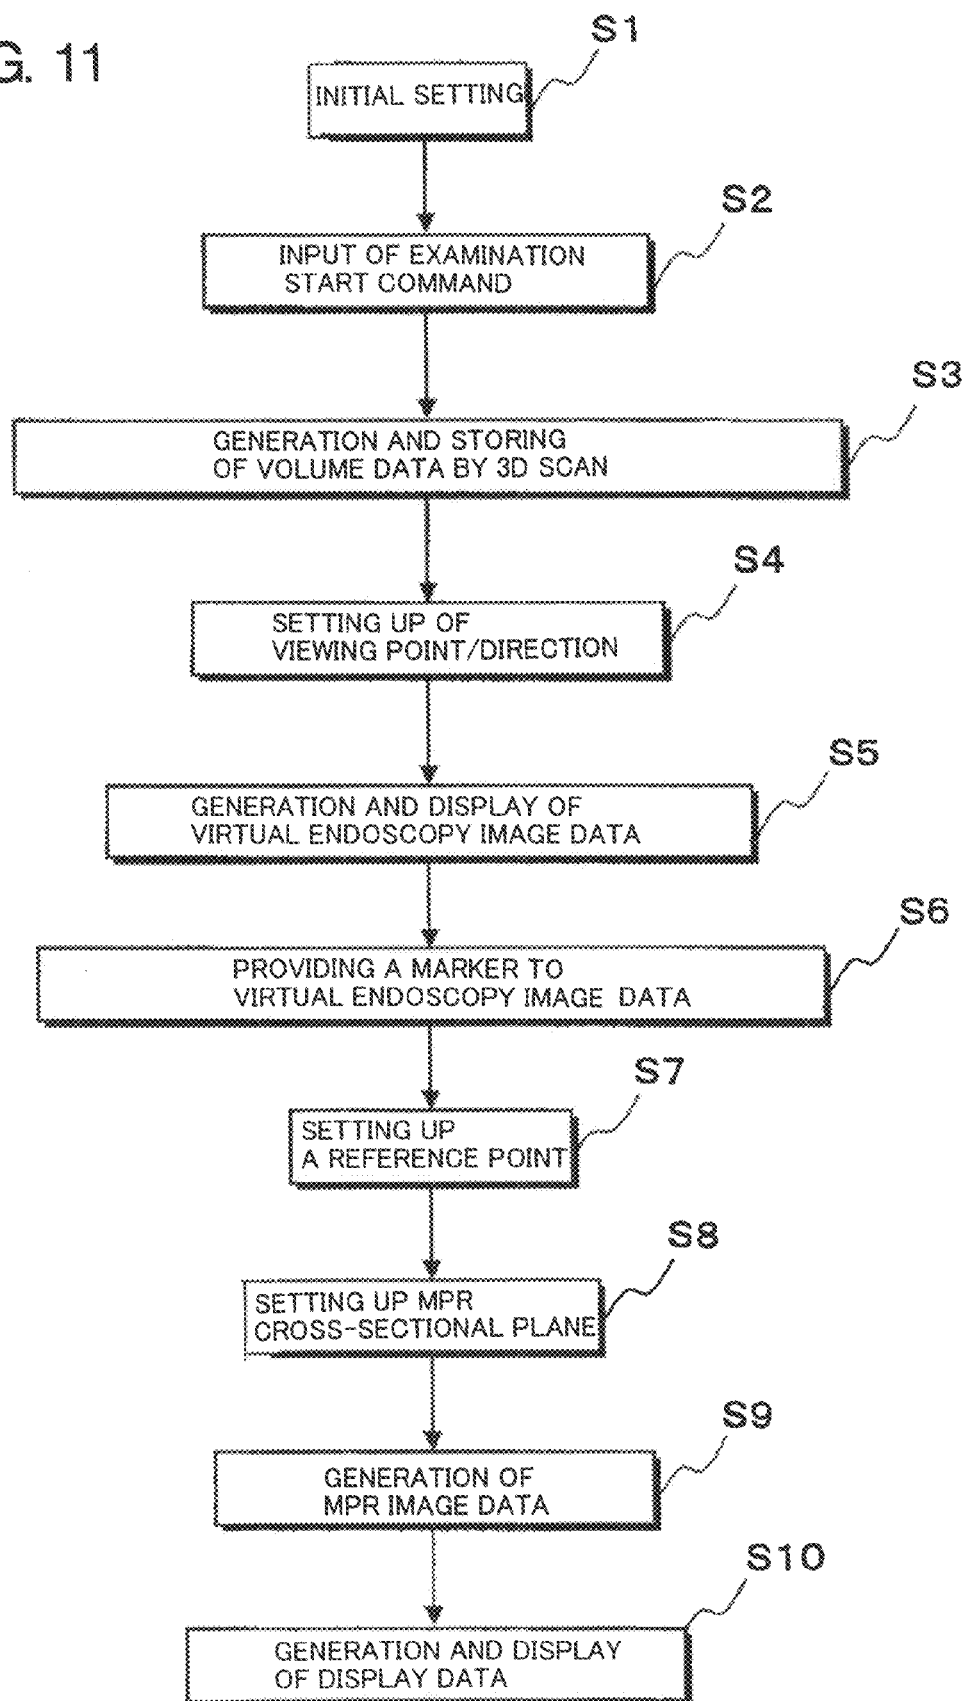 G. 11
S1
INITIAL SETTING
S2
INPUT OF EXAMINATION
START COMMAND
S3
GENERATION AND STORING
OF VOLUME DATA BY 3D SCAN
S4
SETTING UP OF
VIEWING POINT/DIRECTION
S5
GENERATION AND DISPLAY OF
VIRTUAL ENDOSCOPY IMAGE DATA
S6
PROVIDING A MARKER TO
VIRTUAL ENDOSCOPY IMAGE DATA
S7
SETTING UP
A REFERENCE POINT
S8
SETTING UP MPR
CROSS-SECTIONAL PLANE
S9
GENERATION OF
MPR IMAGE DATA
S10
GENERATION AND DISPLAY
OF DISPLAY DATA